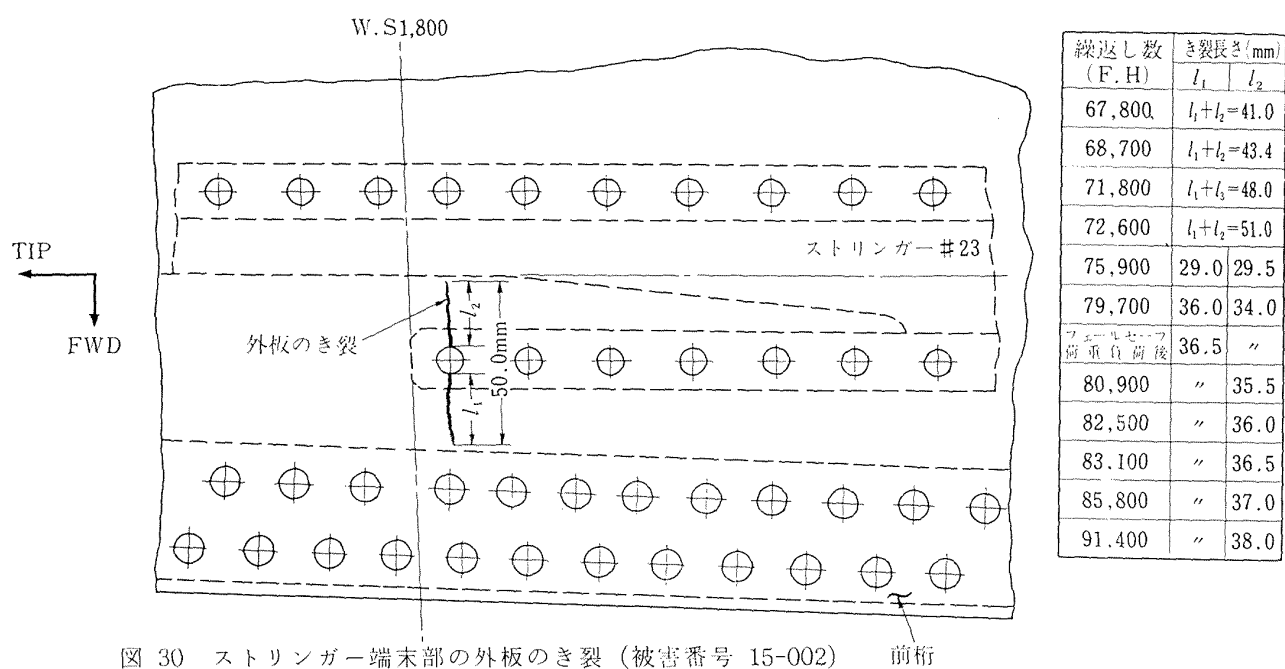 W.S1,800
TIP
FWD
ストリンガー#23
外板のき裂
l₂
50.0mm
l₁
前桁
図 30 ストリンガー端末部の外板のき裂 (被害番号 15-002)
繰返し数 (F.H) き裂長さ(mm)
l₁ l₂
67,800 l₁+l₂=41.0
68,700 l₁+l₂=43.4
71,800 l₁+l₃=48.0
72,600 l₁+l₂=51.0
75,900 29.0 29.5
79,700 36.0 34.0
フェールセーフ荷重負荷後 36.5 〃
80,900 〃 35.5
82,500 〃 36.0
83.100 〃 36.5
85,800 〃 37.0
91.400 〃 38.0